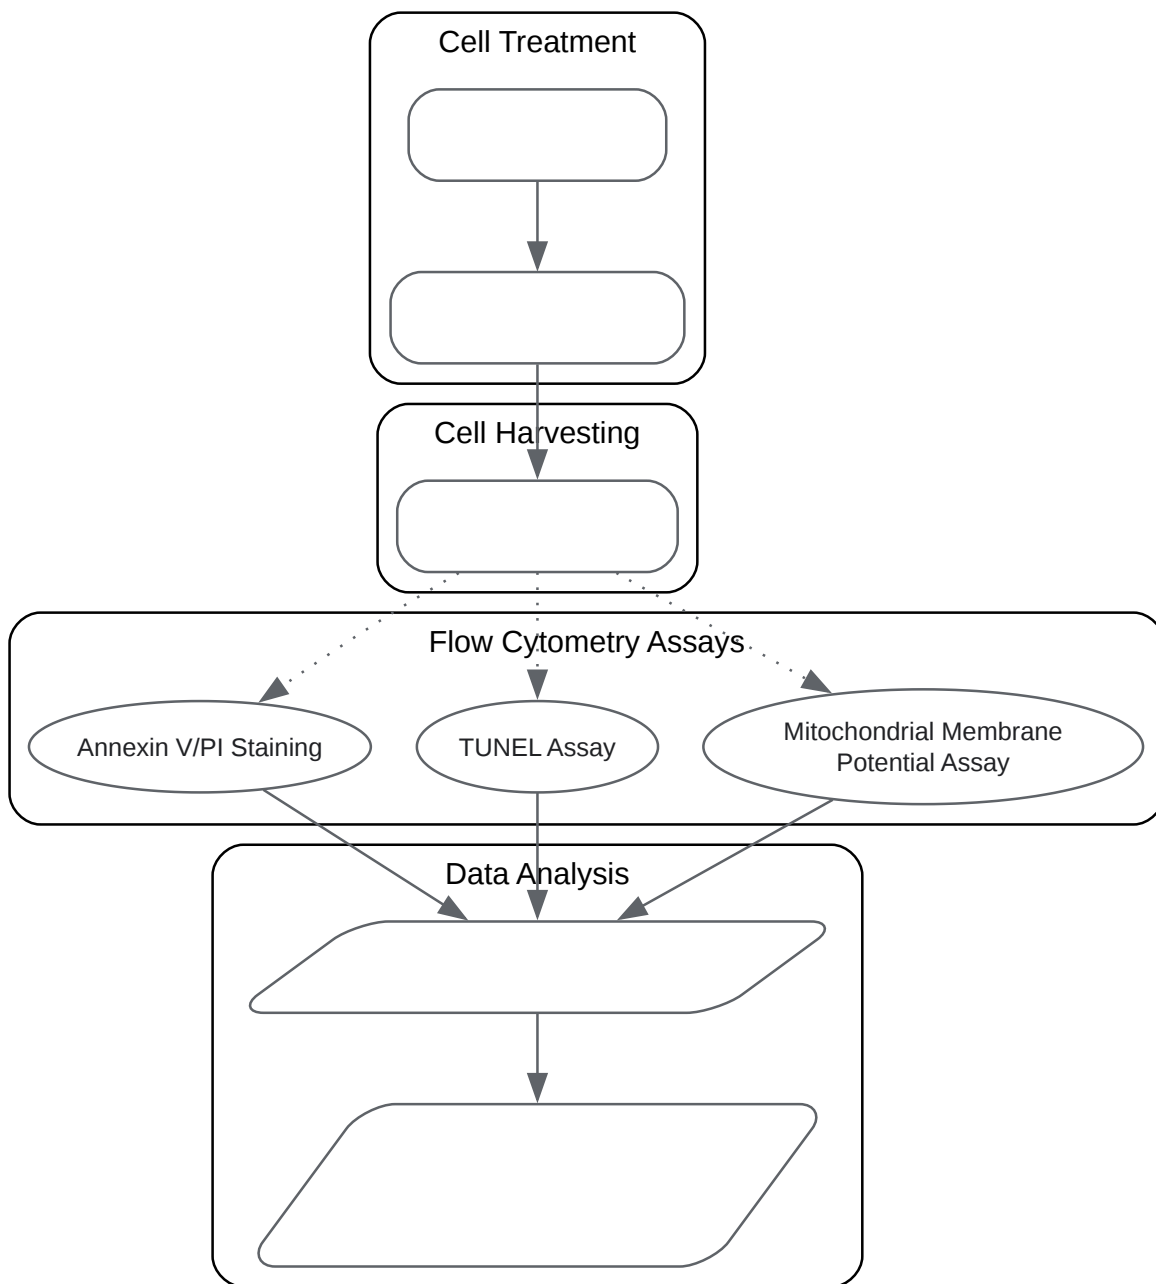 Cell Treatment
Cell Harvesting
Flow Cytometry Assays
Annexin V/PI Staining
TUNEL Assay
Mitochondrial Membrane
Potential Assay
Data Analysis